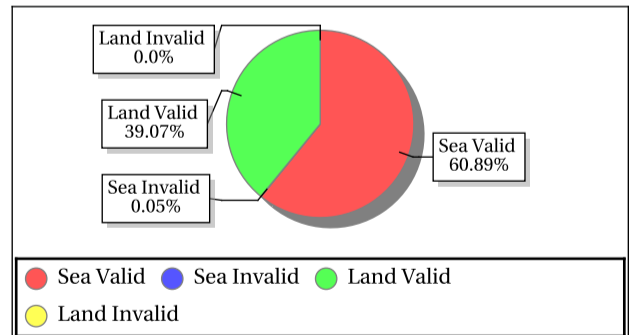 Land Invalid
0.0%
Land Valid
39.07%
Sea Invalid
0.05%
Sea Valid
60.89%
Sea Valid Sea Invalid Land Valid
Land Invalid